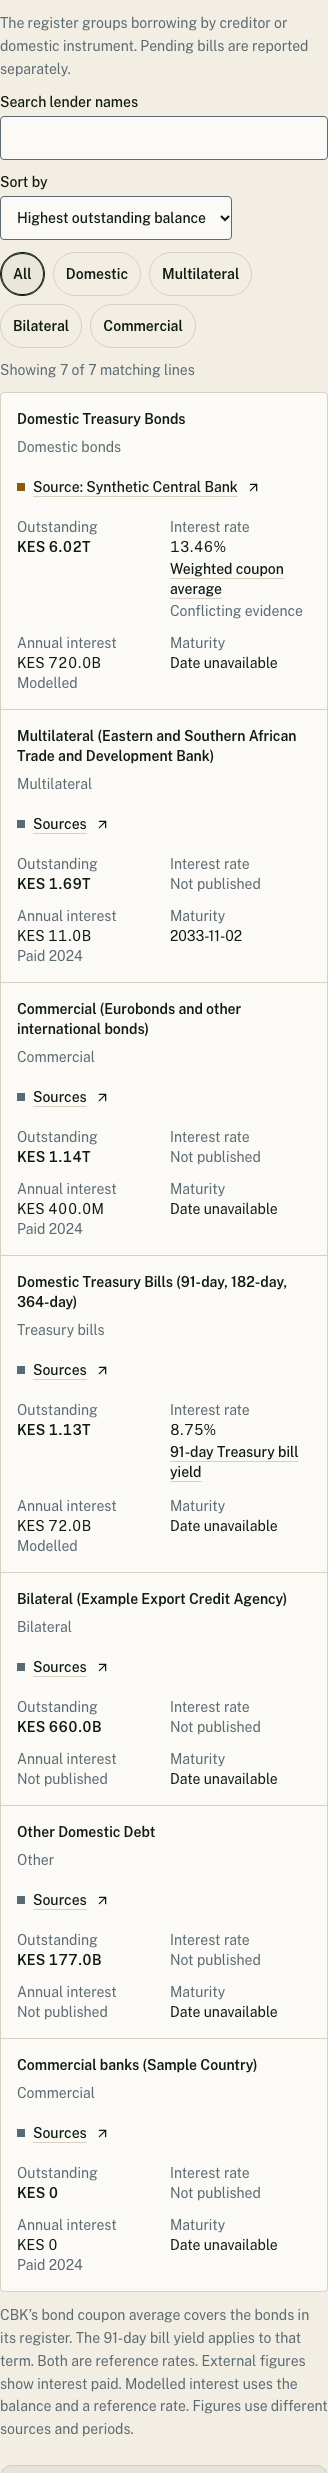 The register groups borrowing by creditor or
domestic instrument. Pending bills are reported
separately.
Search lender names
Sort by
Highest outstanding balance
All
Domestic
Multilateral
Bilateral
Commercial
Showing 7 of 7 matching lines
Domestic Treasury Bonds
Domestic bonds
Source: Synthetic Central Bank ↗
Outstanding
KES 6.02T
Interest rate
13.46%
Weighted coupon
average
Conflicting evidence
Annual interest
KES 720.0B
Modelled
Maturity
Date unavailable
Multilateral (Eastern and Southern African
Trade and Development Bank)
Multilateral
Sources ↗
Outstanding
KES 1.69T
Interest rate
Not published
Annual interest
KES 11.0B
Paid 2024
Maturity
2033-11-02
Commercial (Eurobonds and other
international bonds)
Commercial
Sources ↗
Outstanding
KES 1.14T
Interest rate
Not published
Annual interest
KES 400.0M
Paid 2024
Maturity
Date unavailable
Domestic Treasury Bills (91-day, 182-day,
364-day)
Treasury bills
Sources ↗
Outstanding
KES 1.13T
Interest rate
8.75%
91-day Treasury bill
yield
Annual interest
KES 72.0B
Modelled
Maturity
Date unavailable
Bilateral (Example Export Credit Agency)
Bilateral
Sources ↗
Outstanding
KES 660.0B
Interest rate
Not published
Annual interest
Not published
Maturity
Date unavailable
Other Domestic Debt
Other
Sources ↗
Outstanding
KES 177.0B
Interest rate
Not published
Annual interest
Not published
Maturity
Date unavailable
Commercial banks (Sample Country)
Commercial
Sources ↗
Outstanding
KES 0
Interest rate
Not published
Annual interest
KES 0
Paid 2024
Maturity
Date unavailable
CBK's bond coupon average covers the bonds in
its register. The 91-day bill yield applies to that
term. Both are reference rates. External figures
show interest paid. Modelled interest uses the
balance and a reference rate. Figures use different
sources and periods.